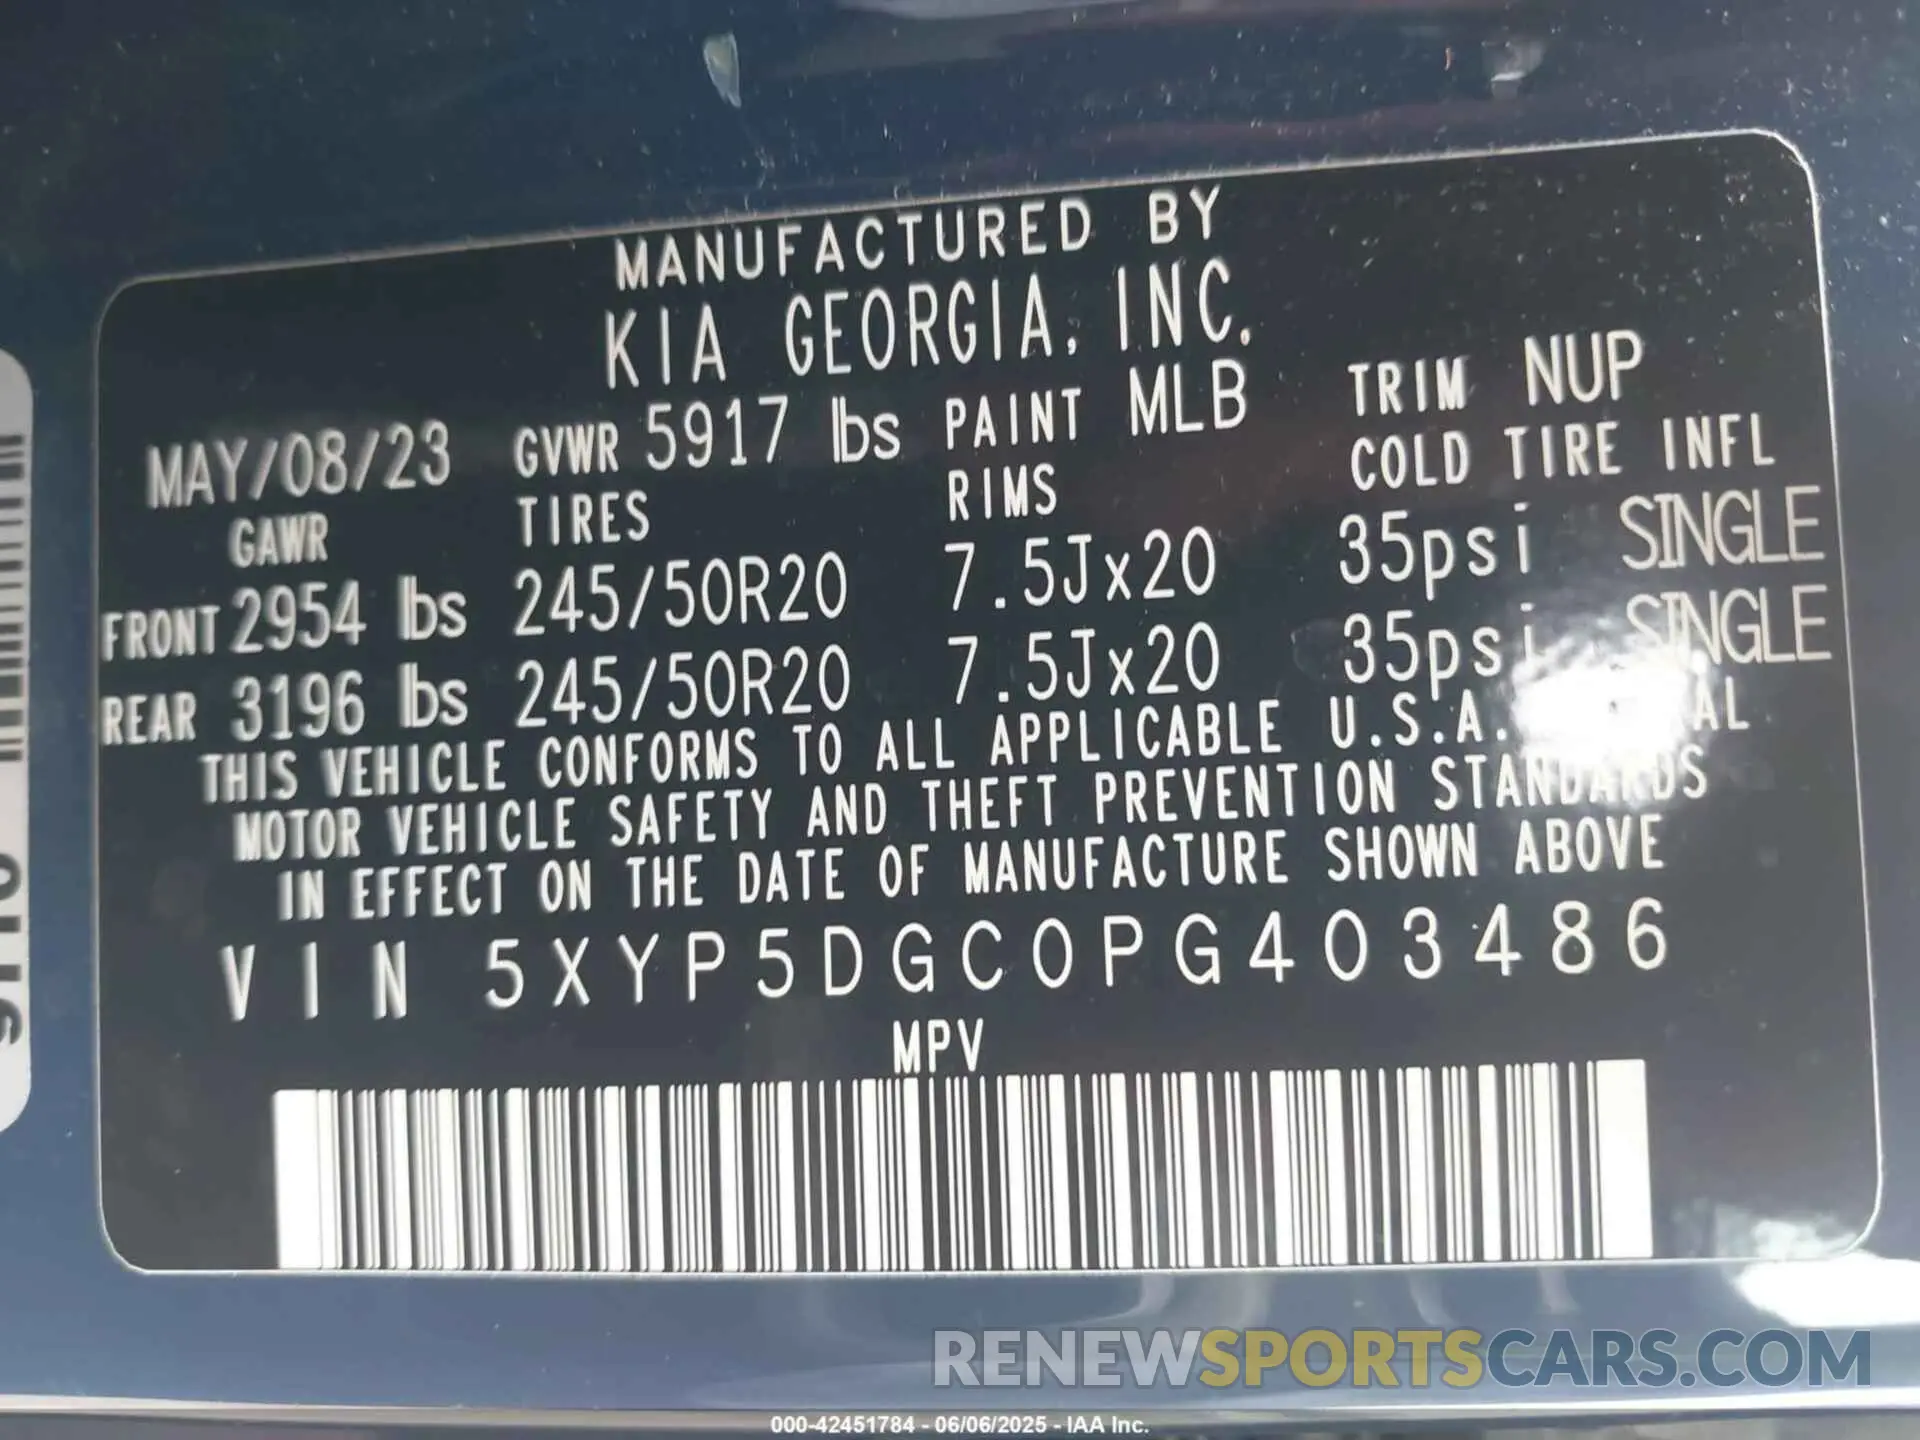 MANUFACTURED BY
KIA GEORGIA, INC.
MAY/08/23 GVWR 5917 lbs PAINT MLB TRIM NUP
GAWR TIRES RIMS COLD TIRE INFL
FRONT 2954 lbs 245/50R20 7.5Jx20 35psi SINGLE
REAR 3196 lbs 245/50R20 7.5Jx20 35psi SINGLE
THIS VEHICLE CONFORMS TO ALL APPLICABLE U.S.A.
MOTOR VEHICLE SAFETY AND THEFT PREVENTION STANDARDS
IN EFFECT ON THE DATE OF MANUFACTURE SHOWN ABOVE
VIN 5XYP5DGC0PG403486
MPV
RENEWSPORTSCARS.COM
000-42451784 - 06/06/2025 - IAA Inc.